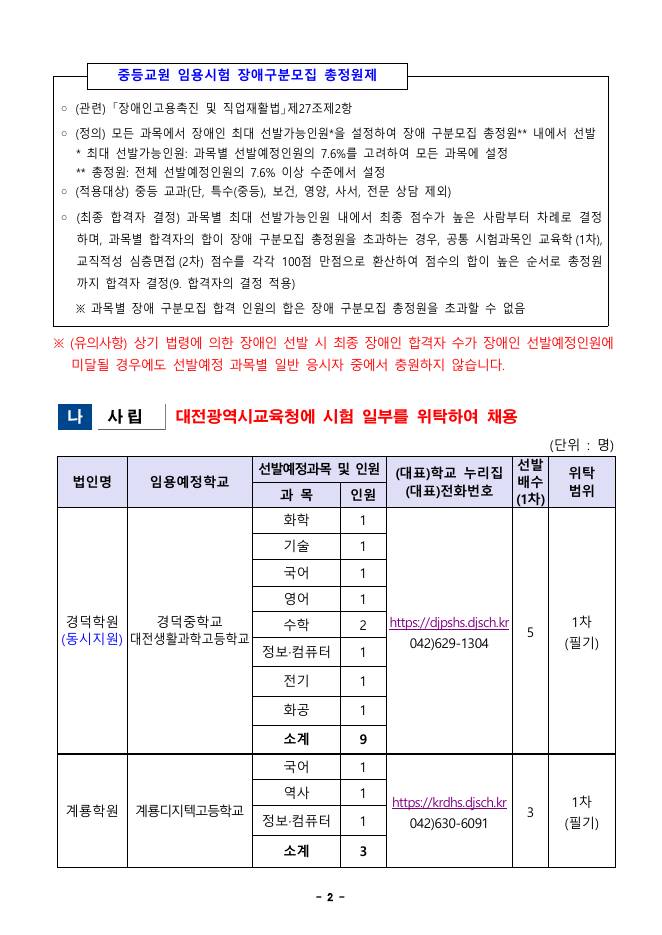 중등교원 임용시험 장애구분모집 총정원제
○ (관련) 「장애인고용촉진 및 직업재활법」제27조제2항
○ (정의) 모든 과목에서 장애인 최대 선발가능인원*을 설정하여 장애 구분모집 총정원** 내에서 선발
* 최대 선발가능인원: 과목별 선발예정인원의 7.6%를 고려하여 모든 과목에 설정
** 총정원: 전체 선발예정인원의 7.6% 이상 수준에서 설정
○ (적용대상) 중등 교과(단, 특수(중등), 보건, 영양, 사서, 전문 상담 제외)
○ (최종 합격자 결정) 과목별 최대 선발가능인원 내에서 최종 점수가 높은 사람부터 차례로 결정
하며, 과목별 합격자의 합이 장애 구분모집 총정원을 초과하는 경우, 공통 시험과목인 교육학(1차),
교직적성 심층면접(2차) 점수를 각각 100점 만점으로 환산하여 점수의 합이 높은 순서로 총정원
까지 합격자 결정(9. 합격자의 결정 적용)
※ 과목별 장애 구분모집 합격 인원의 합은 장애 구분모집 총정원을 초과할 수 없음
※ (유의사항) 상기 법령에 의한 장애인 선발 시 최종 장애인 합격자 수가 장애인 선발예정인원에
미달될 경우에도 선발예정 과목별 일반 응시자 중에서 충원하지 않습니다.
나 사립 대전광역시교육청에 시험 일부를 위탁하여 채용
(단위 : 명)
법인명 임용예정학교 선발예정과목 및 인원 (대표)학교 누리집 선발 위탁
과 목 인원 (대표)전화번호 배수 범위
(1차)
화학 1
기술 1
국어 1
영어 1
경덕학원 경덕중학교 수학 2 https://djpshs.djsch.kr 5 1차
(동시지원) 대전생활과학고등학교 정보·컴퓨터 1 042)629-1304 (필기)
전기 1
화공 1
소계 9
국어 1
역사 1
계룡학원 계룡디지텍고등학교 정보·컴퓨터 1 https://krdhs.djsch.kr 3 1차
042)630-6091 (필기)
소계 3
- 2 -